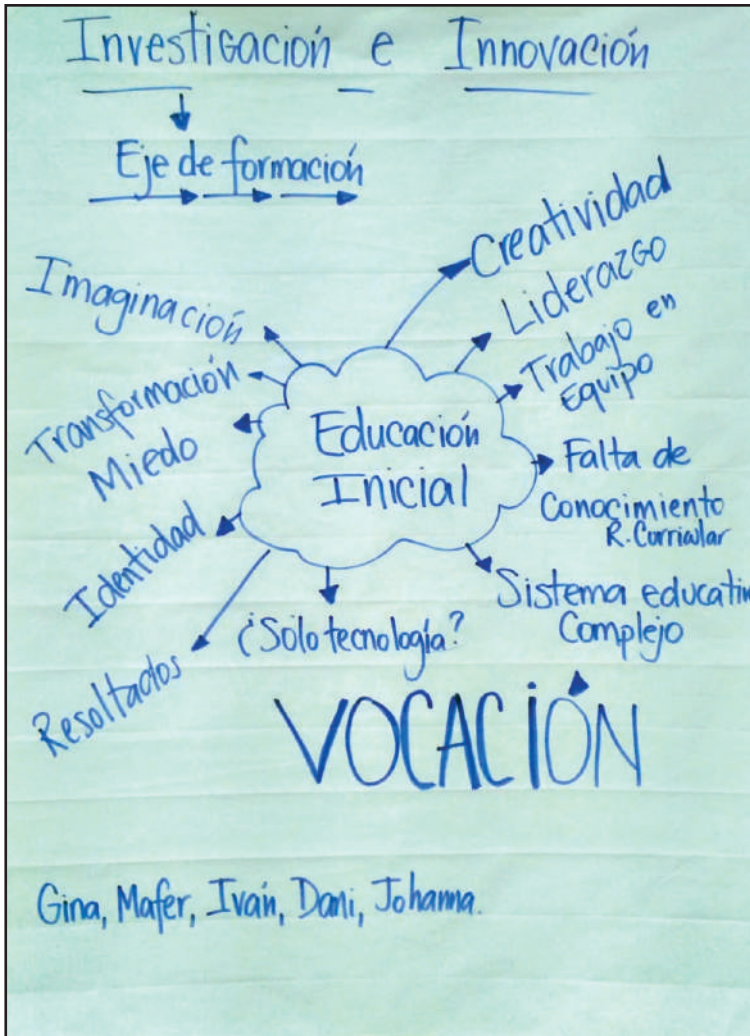 Investigación e Innovación
Eje de formación
Imaginación
Creatividad
Liderazgo
Trabajo en
Equipo
Transformación
Miedo
Educación
Inicial
Falta de
Conocimiento
R. Curricular
Identidad
Sistema educativ
Complejo
¿Solo tecnología?
Resoltados
VOCACIÓN
Gina, Mafer, Iván, Dani, Johanna.